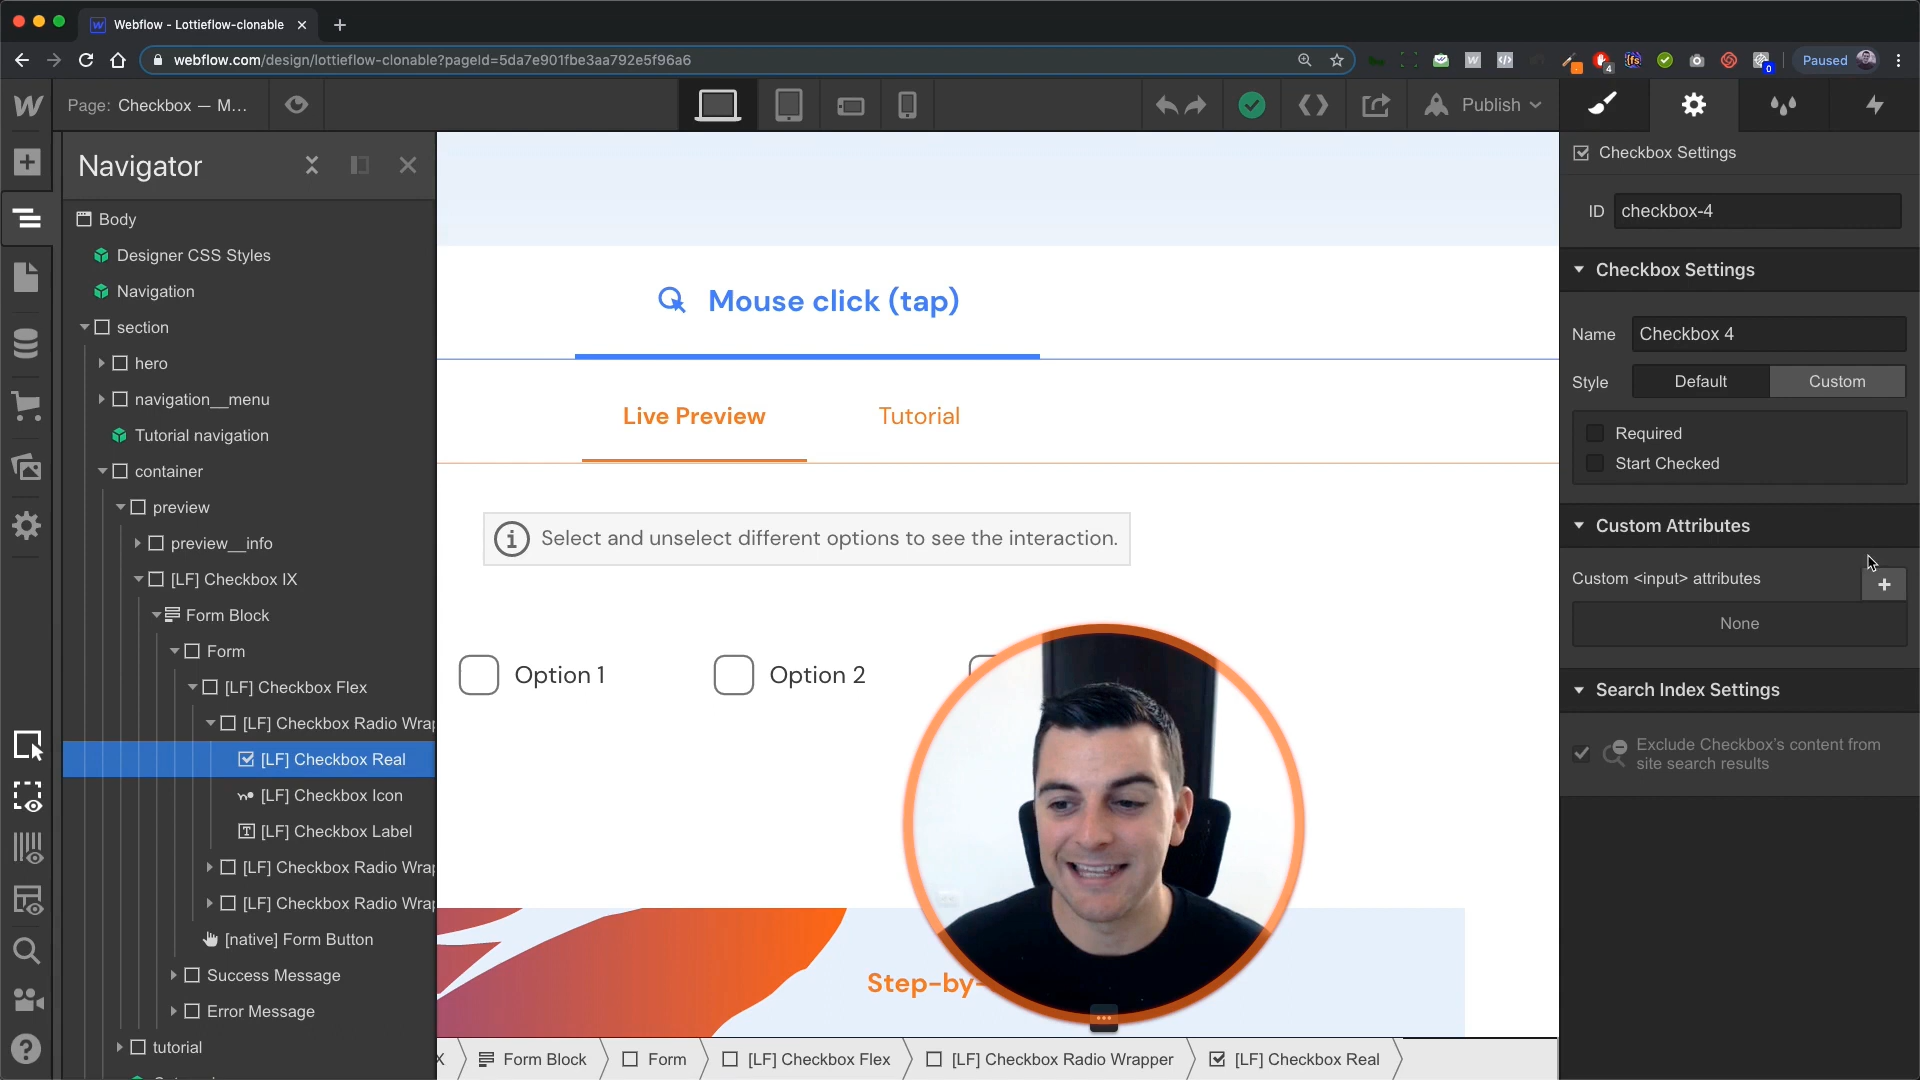 Webflow - Lottieflow-clonable
webflow.com/design/lottieflow-clonable?pageId=5da7e901fbe3aa792e5f96a6
Paused
Page: Checkbox — M...
Publish
Navigator
Body
Designer CSS Styles
Navigation
section
hero
navigation__menu
Tutorial navigation
container
preview
preview__info
[LF] Checkbox IX
Form Block
Form
[LF] Checkbox Flex
[LF] Checkbox Radio Wrap
[LF] Checkbox Real
[LF] Checkbox Icon
[LF] Checkbox Label
[LF] Checkbox Radio Wrap
[LF] Checkbox Radio Wrap
[native] Form Button
Success Message
Error Message
tutorial
Mouse click (tap)
Live Preview
Tutorial
Select and unselect different options to see the interaction.
Option 1
Option 2
Step-by-
X
Form Block
Form
[LF] Checkbox Flex
[LF] Checkbox Radio Wrapper
[LF] Checkbox Real
Checkbox Settings
ID checkbox-4
Checkbox Settings
Name Checkbox 4
Style Default Custom
Required
Start Checked
Custom Attributes
Custom <input> attributes
None
Search Index Settings
Exclude Checkbox's content from
site search results